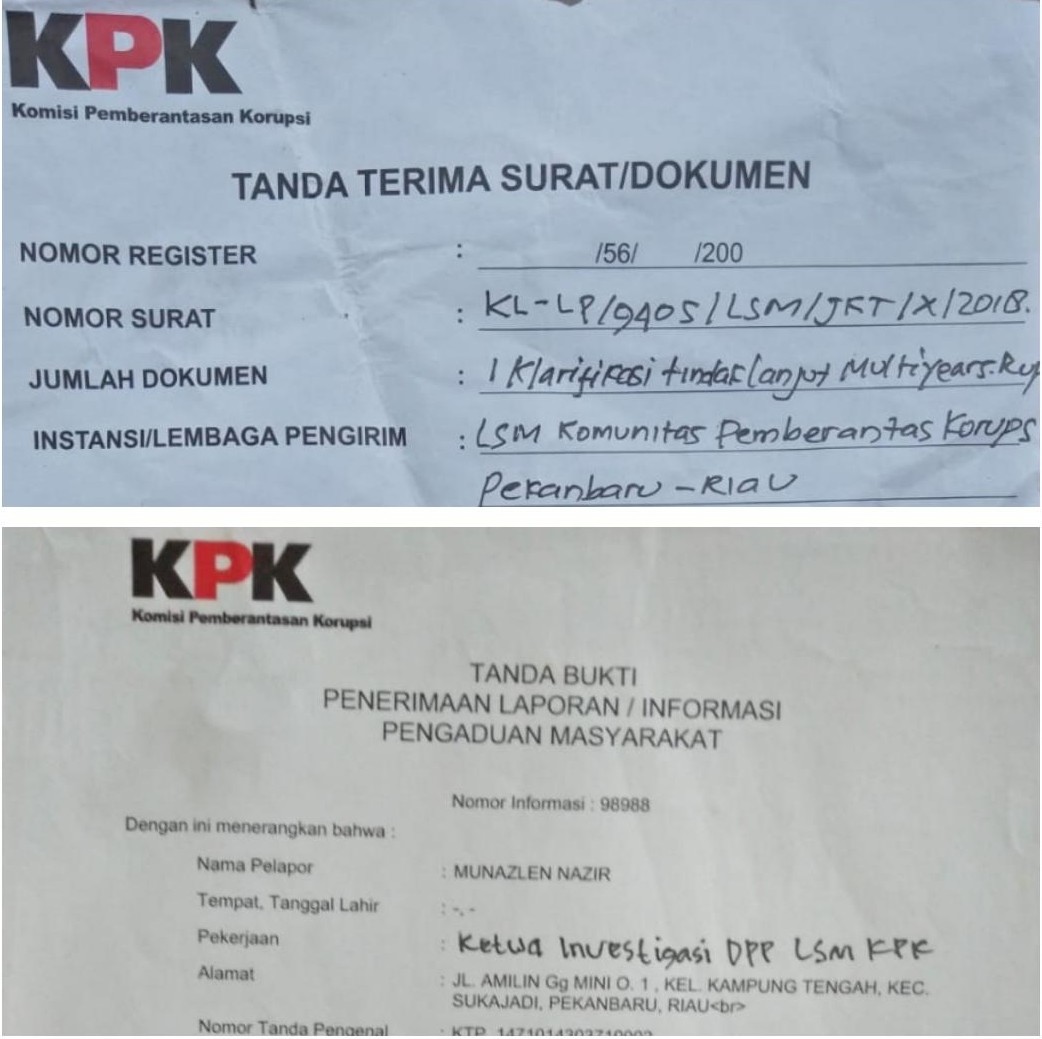 KPK
Komisi Pemberantasan Korupsi
TANDA TERIMA SURAT/DOKUMEN
NOMOR REGISTER : /56/ /200
NOMOR SURAT : KL-LP/9405/LSM/JKT/X/2018.
JUMLAH DOKUMEN : 1 Klarifikasi tindak lanjut Multiyears.Rup
INSTANSI/LEMBAGA PENGIRIM : LSM Komunitas Pemberantas Korups
Pekanbaru - Riau
KPK
Komisi Pemberantasan Korupsi
TANDA BUKTI
PENERIMAAN LAPORAN / INFORMASI
PENGADUAN MASYARAKAT
Nomor Informasi : 98988
Dengan ini menerangkan bahwa :
Nama Pelapor : MUNAZLEN NAZIR
Tempat, Tanggal Lahir : -, -
Pekerjaan : Ketua Investigasi DPP LSM KPK
Alamat : JL. AMILIN Gg MINI O. 1 , KEL. KAMPUNG TENGAH, KEC.
SUKAJADI, PEKANBARU, RIAU<br>
Nomor Tanda Pengenal : KTP